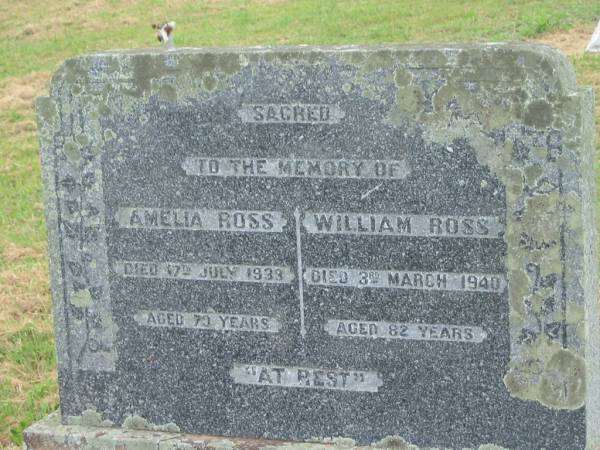 SACRED
TO THE MEMORY OF
AMELIA ROSS
DIED 17TH JULY 1939
AGED 79 YEARS
WILLIAM ROSS
DIED 3RD MARCH 1940
AGED 82 YEARS
"AT REST"